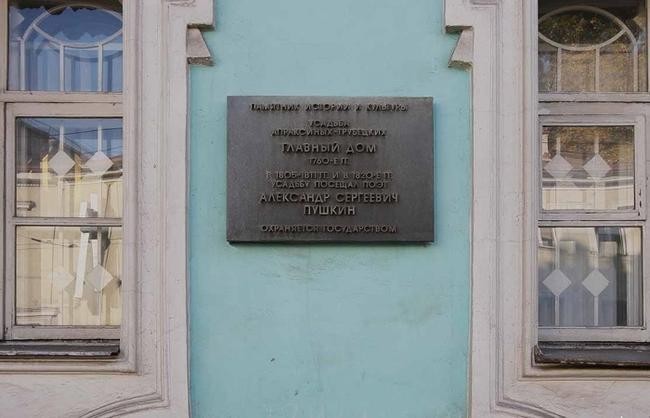 ПАМЯТНИК ИСТОРИИ И КУЛЬТУРЫ
УСАДЬБА
АПРАКСИНЫХ-ТРУБЕЦКИХ
ГЛАВНЫЙ ДОМ
1760-Е ГГ.
В 1805-1811 ГГ. И В 1820-Е ГГ.
УСАДЬБУ ПОСЕЩАЛ ПОЭТ
АЛЕКСАНДР СЕРГЕЕВИЧ
ПУШКИН
ОХРАНЯЕТСЯ ГОСУДАРСТВОМ